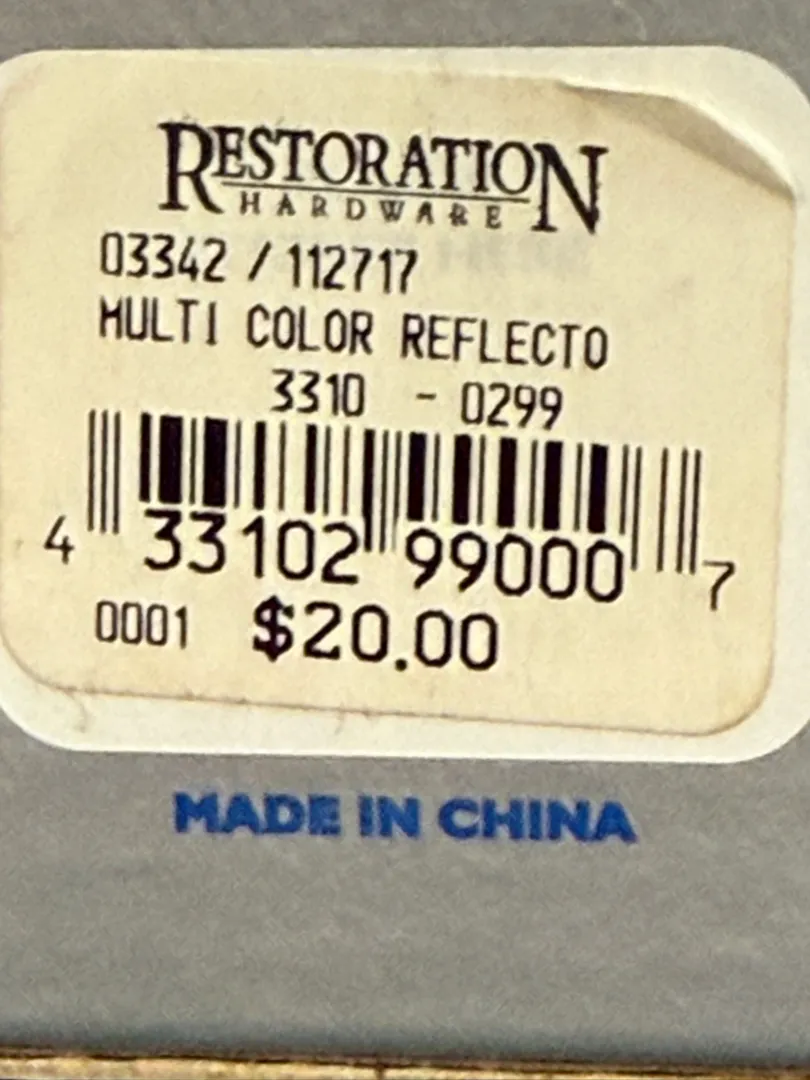 RESTORATION
HARDWARE
03342 / 112717
MULTI COLOR REFLECTO
3310 - 0299
4 33102 99000 7
0001 $20.00
MADE IN CHINA